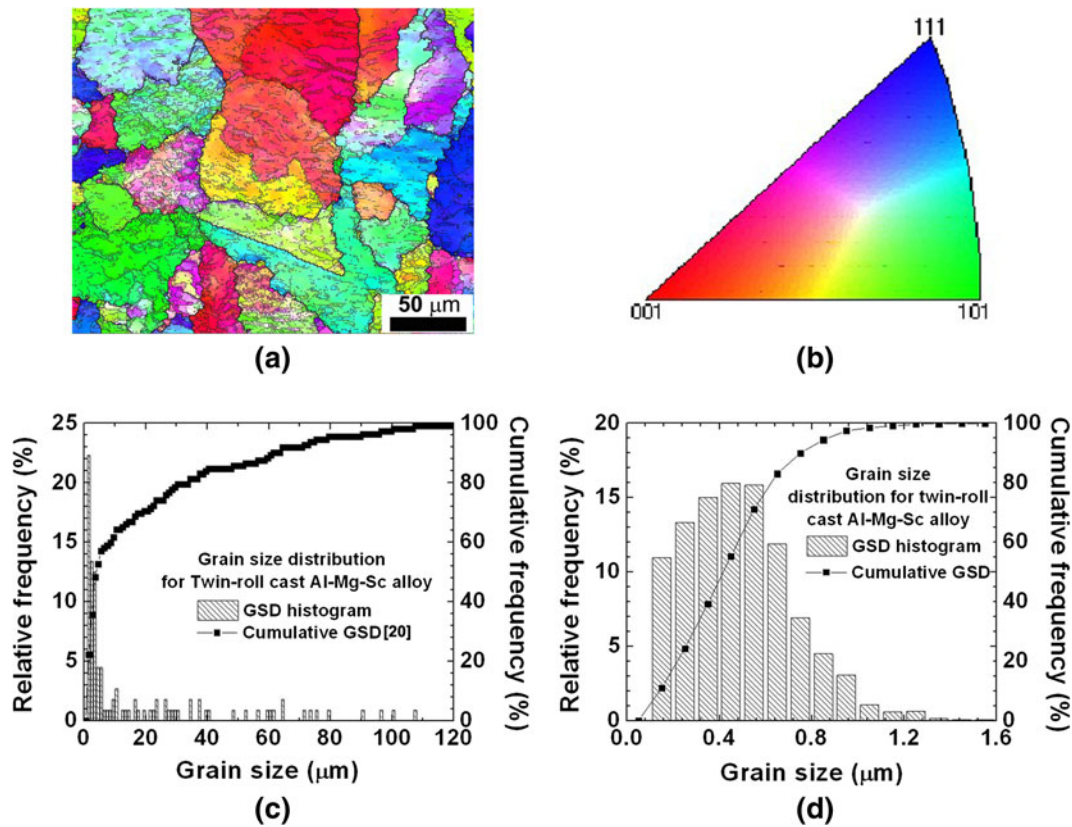 111
50 μm
001
101
(a)
(b)
25
20
15
10
5
0
Relative frequency (%)
100
80
60
40
20
0
Cumulative frequency (%)
Grain size distribution
for Twin-roll cast Al-Mg-Sc alloy
GSD histogram
Cumulative GSD[20]
0 20 40 60 80 100 120
Grain size (μm)
(c)
20
15
10
5
0
Relative frequency (%)
100
80
60
40
20
0
Cumulative frequency (%)
Grain size
distribution for twin-roll
cast Al-Mg-Sc alloy
GSD histogram
Cumulative GSD
0.0 0.4 0.8 1.2 1.6
Grain size (μm)
(d)